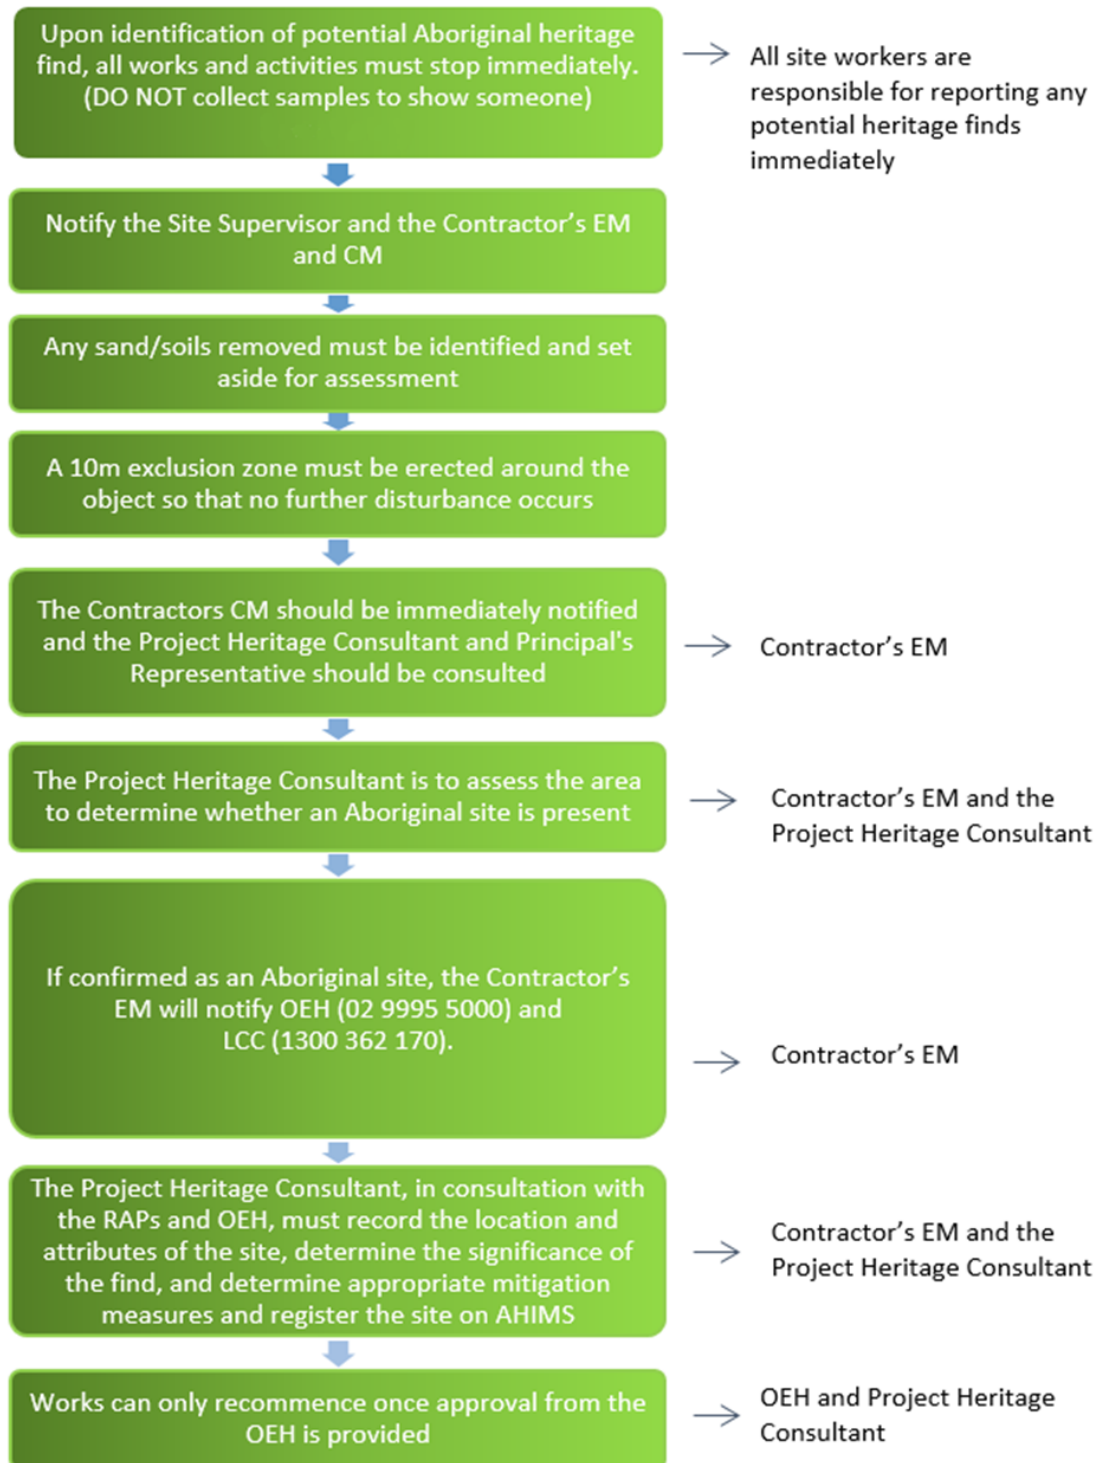 Upon identification of potential Aboriginal heritage
find, all works and activities must stop immediately.
(DO NOT collect samples to show someone)
All site workers are
responsible for reporting any
potential heritage finds
immediately
Notify the Site Supervisor and the Contractor’s EM
and CM
Any sand/soils removed must be identified and set
aside for assessment
A 10m exclusion zone must be erected around the
object so that no further disturbance occurs
The Contractors CM should be immediately notified
and the Project Heritage Consultant and Principal's
Representative should be consulted
Contractor’s EM
The Project Heritage Consultant is to assess the area
to determine whether an Aboriginal site is present
Contractor’s EM and the
Project Heritage Consultant
If confirmed as an Aboriginal site, the Contractor’s
EM will notify OEH (02 9995 5000) and
LCC (1300 362 170).
Contractor’s EM
The Project Heritage Consultant, in consultation with
the RAPs and OEH, must record the location and
attributes of the site, determine the significance of
the find, and determine appropriate mitigation
measures and register the site on AHIMS
Contractor’s EM and the
Project Heritage Consultant
Works can only recommence once approval from the
OEH is provided
OEH and Project Heritage
Consultant